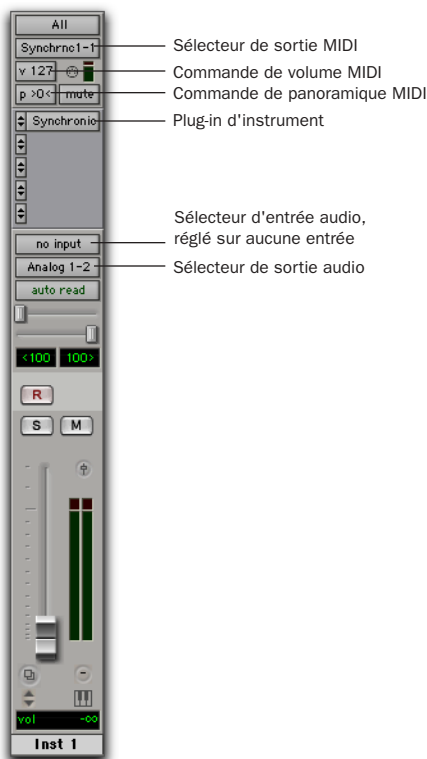 All
Synchrnc1-1 Sélecteur de sortie MIDI
v 127 Commande de volume MIDI
p >0< mute Commande de panoramique MIDI
Synchronic Plug-in d'instrument
Sélecteur d'entrée audio,
no input réglé sur aucune entrée
Analog 1-2 Sélecteur de sortie audio
auto read
<100 100>
R
S M
vol -∞
Inst 1